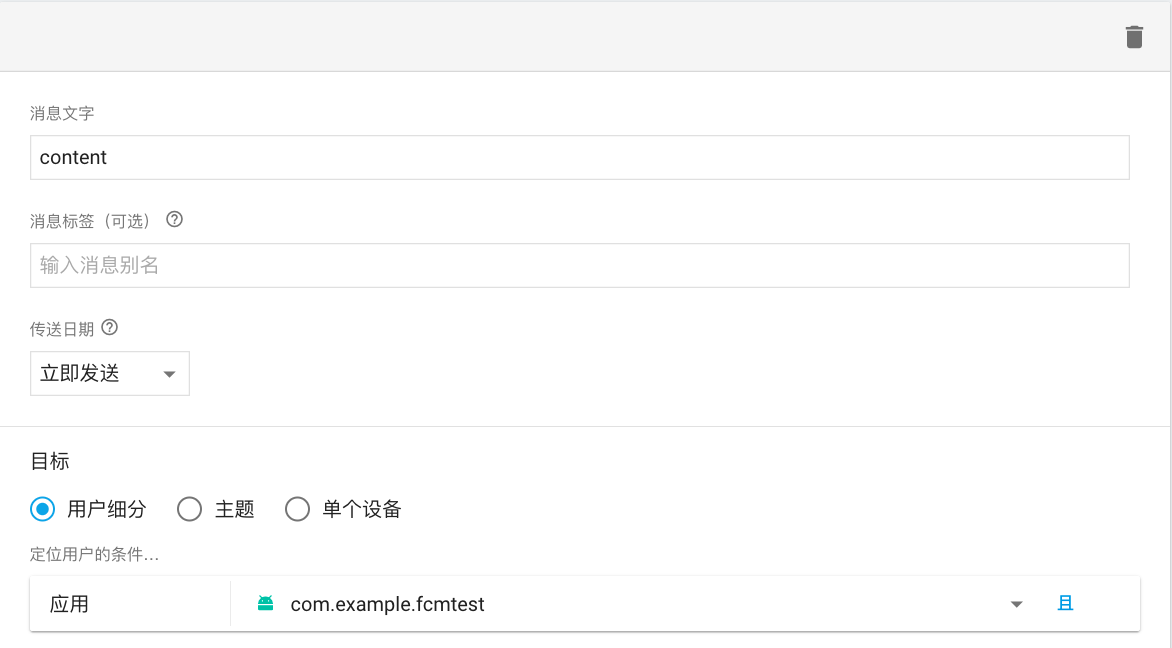 消息文字
content
消息标签（可选）
输入消息别名
传送日期
立即发送
目标
用户细分 主题 单个设备
定位用户的条件…
应用 com.example.fcmtest 且